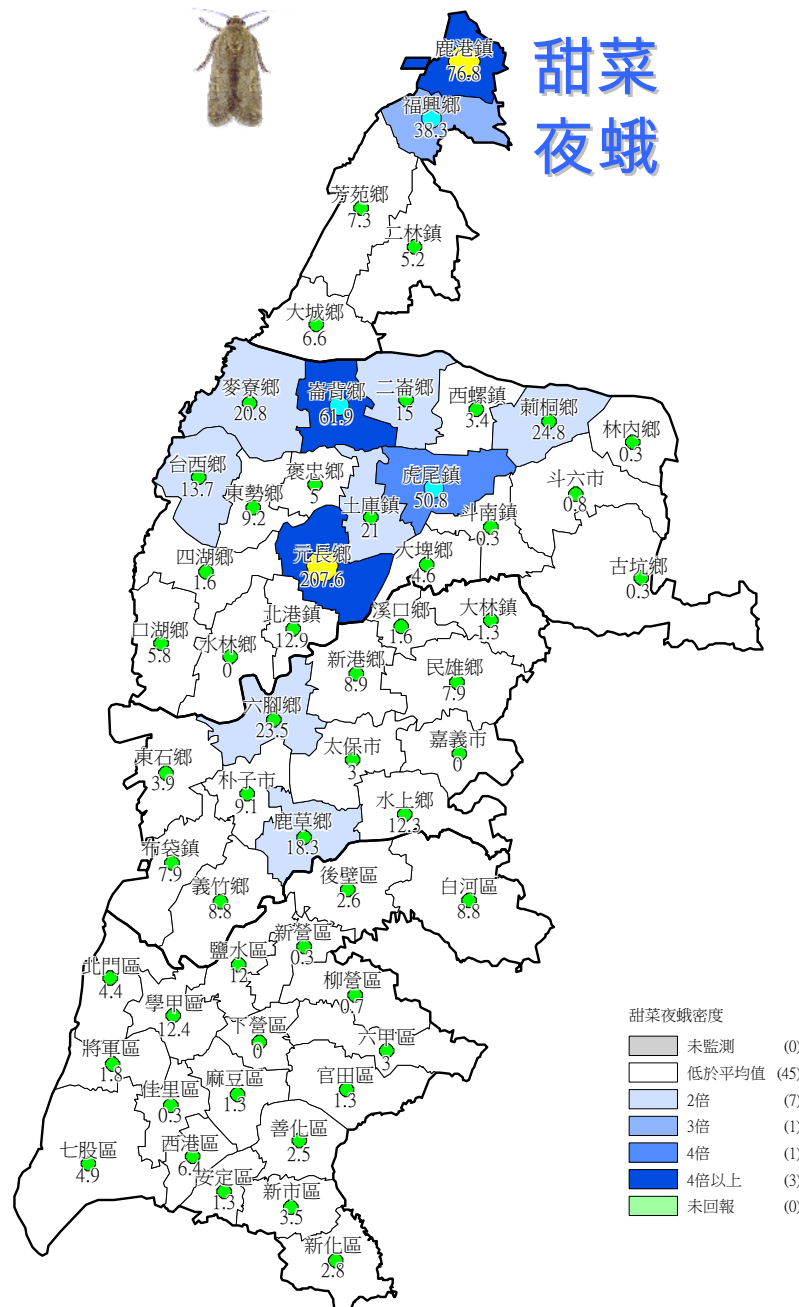 甜菜
夜蛾
鹿港鎮
76.8
福興鄉
38.3
芳苑鄉
7.3
二林鎮
5.2
大城鄉
6.6
麥寮鄉
20.8
崙背鄉
61.9
二崙鄉
15
西螺鎮
3.4
莿桐鄉
24.8
林內鄉
0.3
台西鄉
13.7
東勢鄉
9.2
褒忠鄉
5
土庫鎮
21
虎尾鎮
50.8
斗南鎮
0.3
斗六市
0.8
古坑鄉
0.3
四湖鄉
1.6
元長鄉
207.6
大埤鄉
4.6
口湖鄉
5.8
水林鄉
0
北港鎮
12.9
溪口鄉
1.6
大林鎮
1.3
新港鄉
8.9
民雄鄉
7.9
六腳鄉
23.5
太保市
3
嘉義市
0
東石鄉
3.9
朴子市
9.1
水上鄉
12.3
鹿草鄉
18.3
布袋鎮
7.9
義竹鄉
8.8
後壁區
2.6
白河區
8.8
新營區
0.3
鹽水區
12
北門區
4.4
柳營區
0.7
學甲區
12.4
下營區
0
六甲區
3
將軍區
1.8
佳里區
0.3
麻豆區
1.3
官田區
1.3
七股區
4.9
西港區
6.4
善化區
2.5
安定區
1.3
新市區
3.5
新化區
2.8
甜菜夜蛾密度
未監測 (0)
低於平均值 (45)
2倍 (7)
3倍 (1)
4倍 (1)
4倍以上 (3)
未回報 (0)